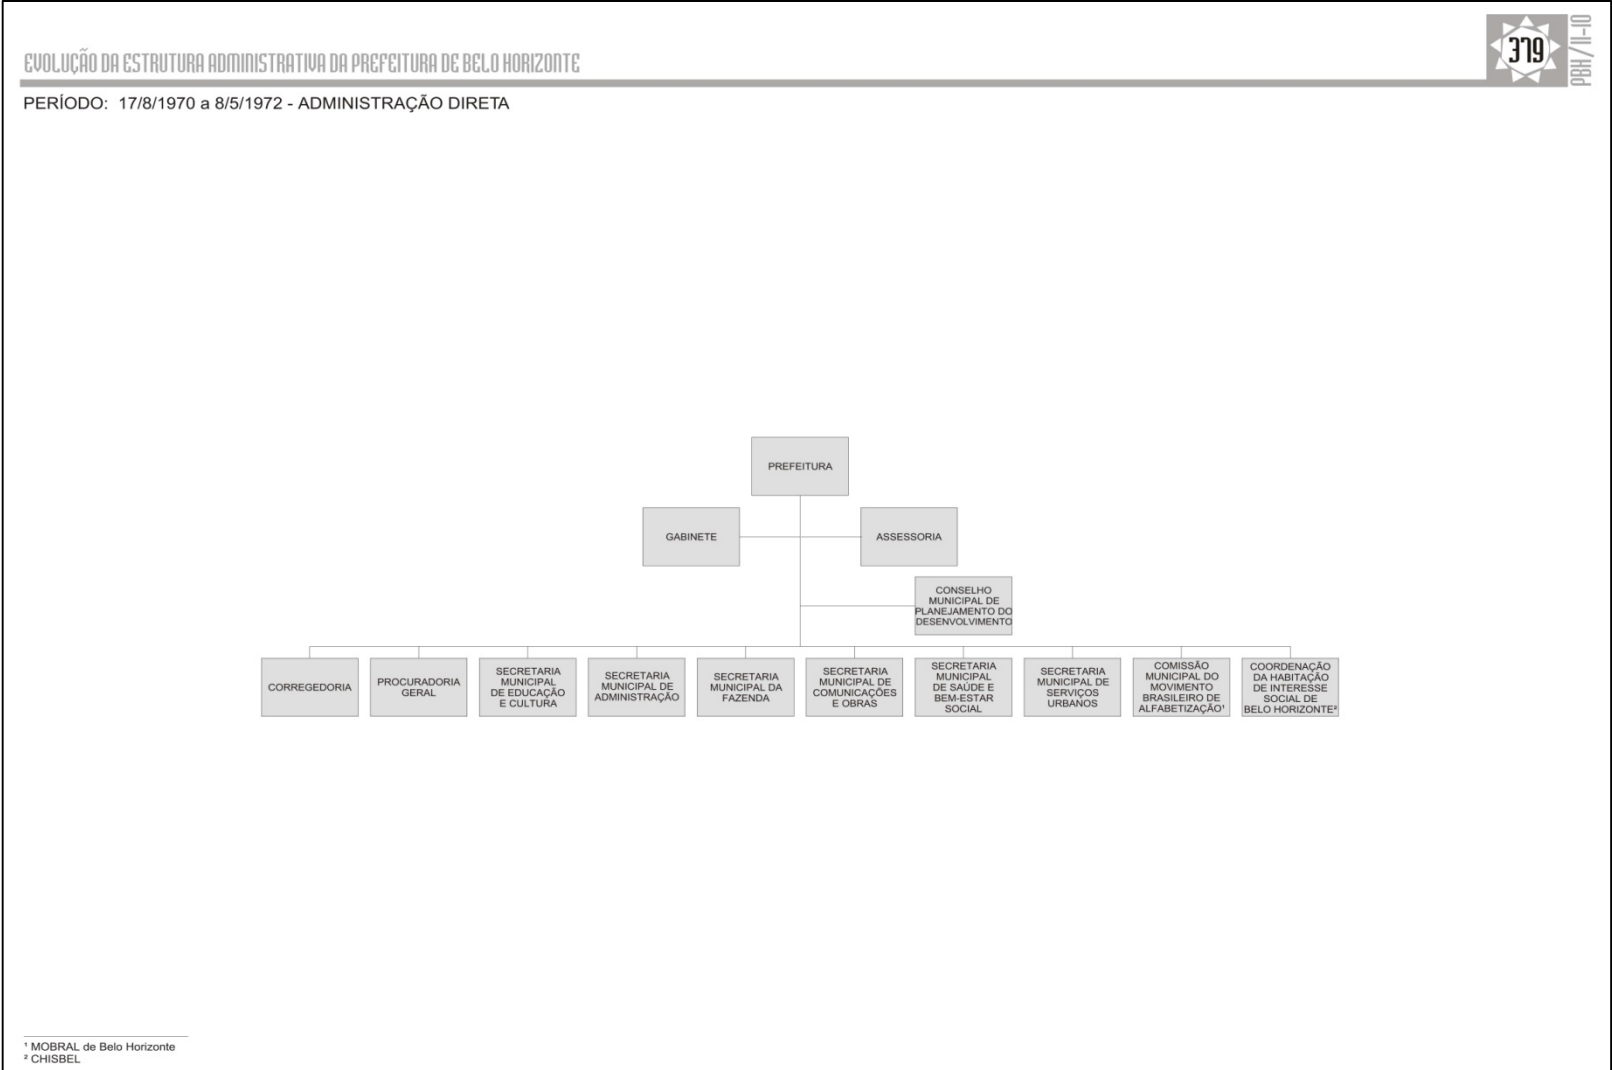 EVOLUÇÃO DA ESTRUTURA ADMINISTRATIVA DA PREFEITURA DE BELO HORIZONTE
379
PBH/II-10
PERÍODO: 17/8/1970 a 8/5/1972 - ADMINISTRAÇÃO DIRETA
PREFEITURA
GABINETE
ASSESSORIA
CONSELHO
MUNICIPAL DE
PLANEJAMENTO DO
DESENVOLVIMENTO
CORREGEDORIA
PROCURADORIA
GERAL
SECRETARIA
MUNICIPAL
DE EDUCAÇÃO
E CULTURA
SECRETARIA
MUNICIPAL DE
ADMINISTRAÇÃO
SECRETARIA
MUNICIPAL DA
FAZENDA
SECRETARIA
MUNICIPAL DE
COMUNICAÇÕES
E OBRAS
SECRETARIA
MUNICIPAL
DE SAÚDE E
BEM-ESTAR
SOCIAL
SECRETARIA
MUNICIPAL DE
SERVIÇOS
URBANOS
COMISSÃO
MUNICIPAL DO
MOVIMENTO
BRASILEIRO DE
ALFABETIZAÇÃO¹
COORDENAÇÃO
DA HABITAÇÃO
DE INTERESSE
SOCIAL DE
BELO HORIZONTE²
¹ MOBRAL de Belo Horizonte
² CHISBEL